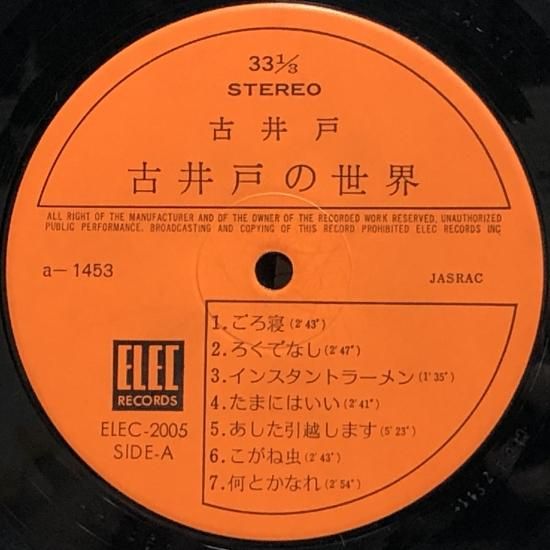 33⅓
STEREO
古井戸
古井戸の世界
ALL RIGHT OF THE MANUFACTURER AND OF THE OWNER OF THE RECORDED WORK RESERVED, UNAUTHORIZED
PUBLIC PERFORMANCE, BROADCASTING AND COPYING OF THIS RECORD PROHIBITED ELEC RECORDS INC
a-1453
JASRAC
1.ごろ寝(2'43")
2.ろくでなし(2'47")
3.インスタントラーメン(1'35")
4.たまにはいい(2'41")
5.あした引越します(5'23")
6.こがね虫(2'43")
7.何とかなれ(2'54")
ELEC
RECORDS
ELEC-2005
SIDE-A